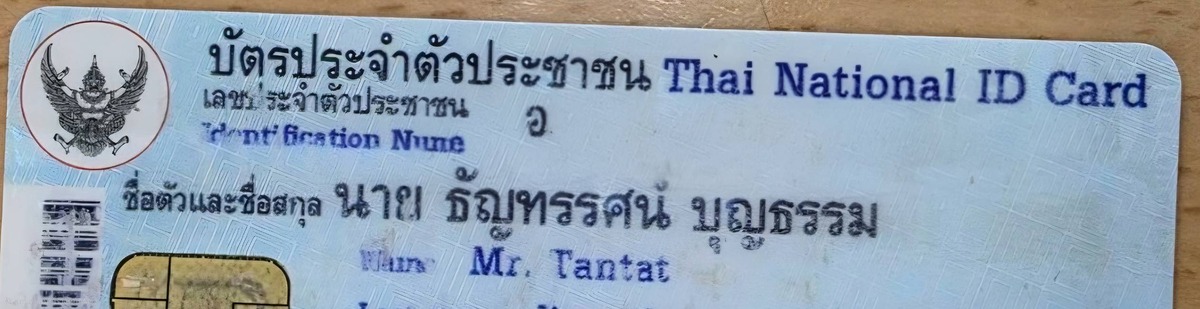 บัตรประจำตัวประชาชน Thai National ID Card
เลขประจำตัวประชาชน อ
Identification
ชื่อตัวและชื่อสกุล นาย ธัญทรรศน์ บุญธรรม
Mr. Tantat